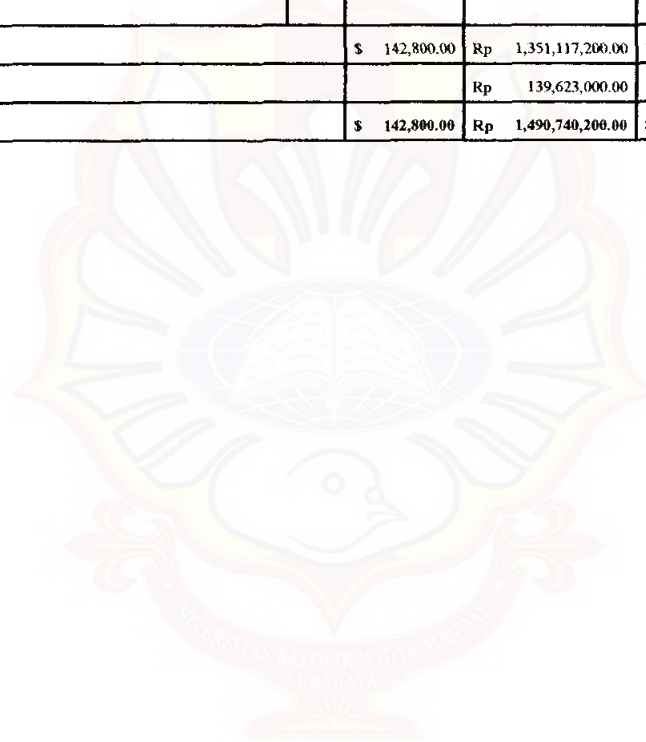 $ 142,800.00 Rp 1,351,117,200.00
Rp 139,623,000.00
$ 142,800.00 Rp 1,490,740,200.00
UNIVERSITAS KATOLIK WIDYA MANDALA
SURABAYA